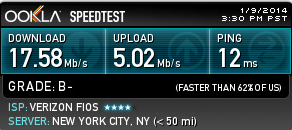 OOKLA SPEEDTEST
1/9/2014
3:30 PM PST
DOWNLOAD UPLOAD PING
17.58 Mb/s 5.02 Mb/s 12 ms
GRADE: B- (FASTER THAN 62% OF US)
ISP: VERIZON FIOS ★★★★
SERVER: NEW YORK CITY, NY (< 50 mi)